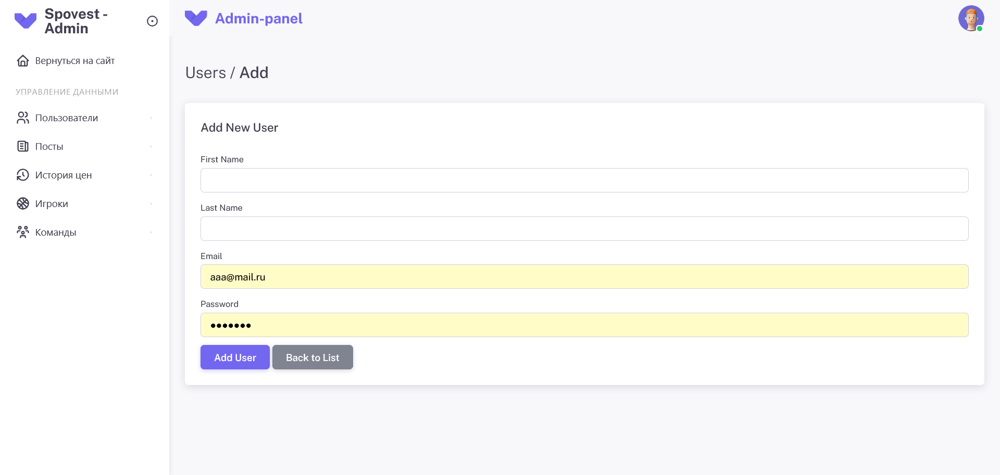 Spovest -
Admin
Вернуться на сайт
УПРАВЛЕНИЕ ДАННЫМИ
Пользователи
Посты
История цен
Игроки
Команды
Admin-panel
Users / Add
Add New User
First Name
Last Name
Email
aaa@mail.ru
Password
•••••••
Add User
Back to List